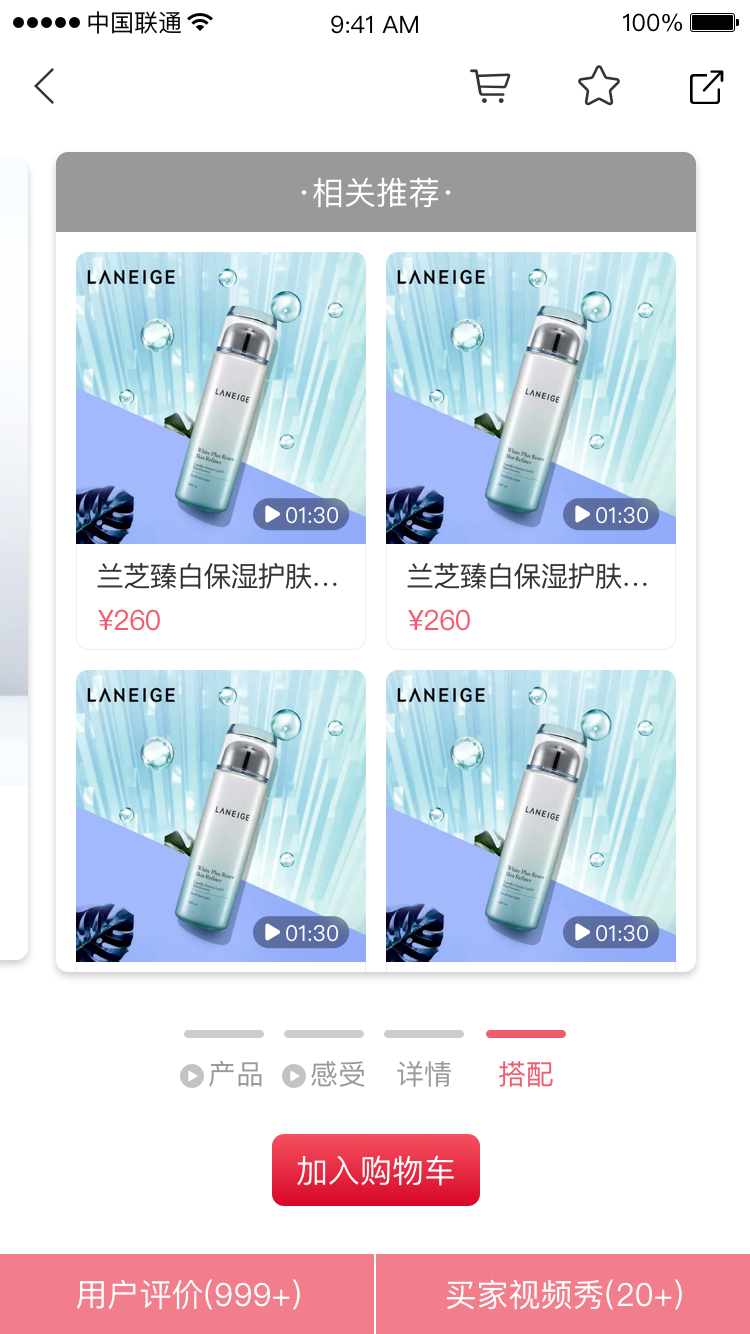 中国联通 9:41 AM 100%
·相关推荐·
LANEIGE LANEIGE
LANEIGE LANEIGE
White Plus Renew White Plus Renew
Skin Refiner Skin Refiner
01:30 01:30
兰芝臻白保湿护肤... 兰芝臻白保湿护肤...
¥260 ¥260
LANEIGE LANEIGE
LANEIGE LANEIGE
White Plus Renew White Plus Renew
Skin Refiner Skin Refiner
01:30 01:30
产品 感受 详情 搭配
加入购物车
用户评价(999+) 买家视频秀(20+)